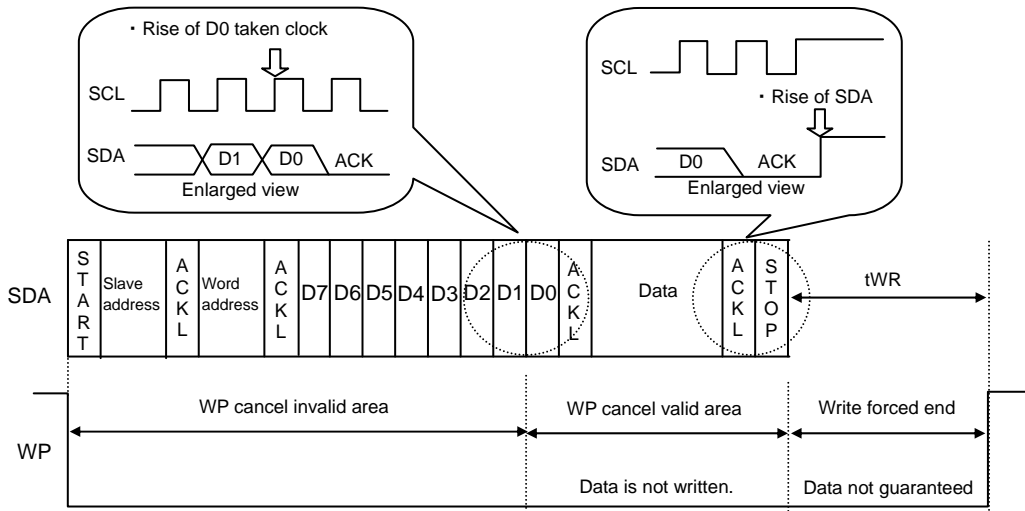 ・ Rise of D0 taken clock
SCL
SDA
D1
D0
ACK
Enlarged view
SCL
・ Rise of SDA
SDA
D0
ACK
Enlarged view
SDA
START
Slave
address
ACKL
Word
address
ACKL
D7
D6
D5
D4
D3
D2
D1
D0
ACKL
Data
ACKL
STOP
tWR
WP cancel invalid area
WP cancel valid area
Write forced end
WP
Data is not written.
Data not guaranteed